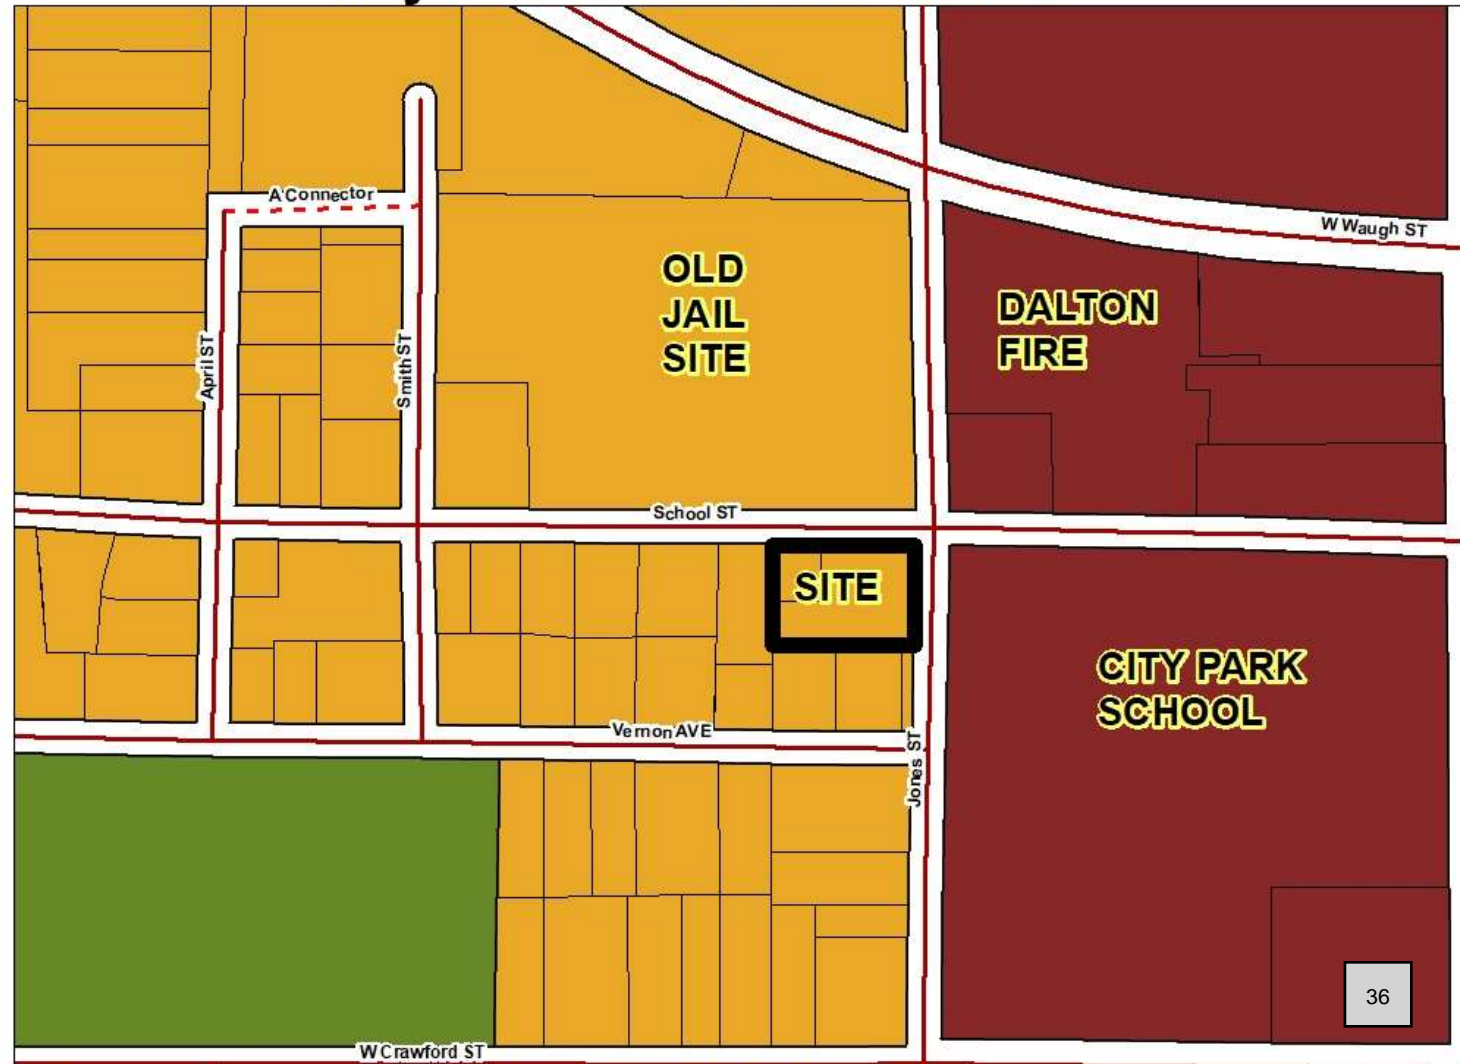 A'Connector
W Waugh ST
OLD
JAIL
SITE
DALTON
FIRE
April ST
Smith ST
School ST
SITE
CITY PARK
SCHOOL
Vernon AVE
Jones ST
36
W Crawford ST